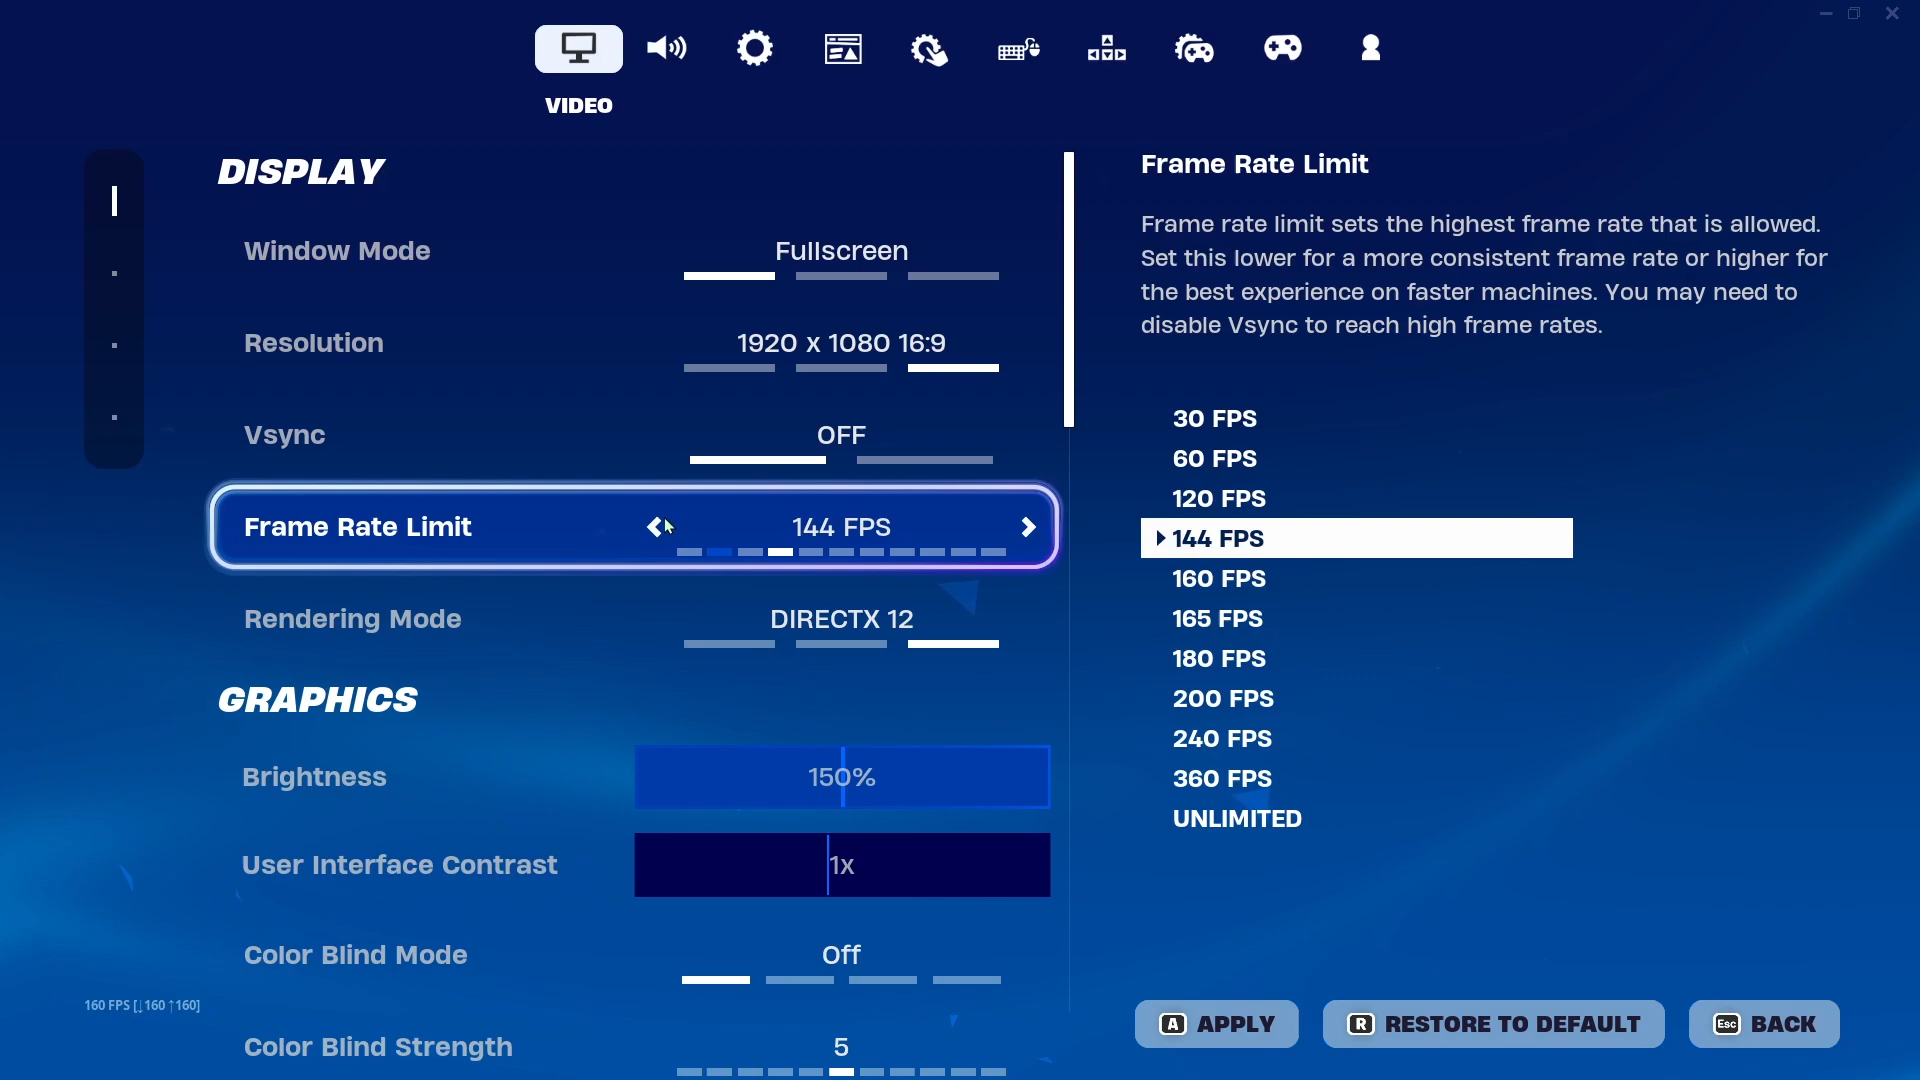 VIDEO
DISPLAY
Window Mode
Fullscreen
Resolution
1920 x 1080 16:9
Vsync
OFF
Frame Rate Limit
144 FPS
Rendering Mode
DIRECTX 12
GRAPHICS
Brightness
150%
User Interface Contrast
1x
Color Blind Mode
Off
Color Blind Strength
5
160 FPS [↓160 ↑160]
Frame Rate Limit
Frame rate limit sets the highest frame rate that is allowed.
Set this lower for a more consistent frame rate or higher for
the best experience on faster machines. You may need to
disable Vsync to reach high frame rates.
30 FPS
60 FPS
120 FPS
144 FPS
160 FPS
165 FPS
180 FPS
200 FPS
240 FPS
360 FPS
UNLIMITED
A APPLY
R RESTORE TO DEFAULT
Esc BACK